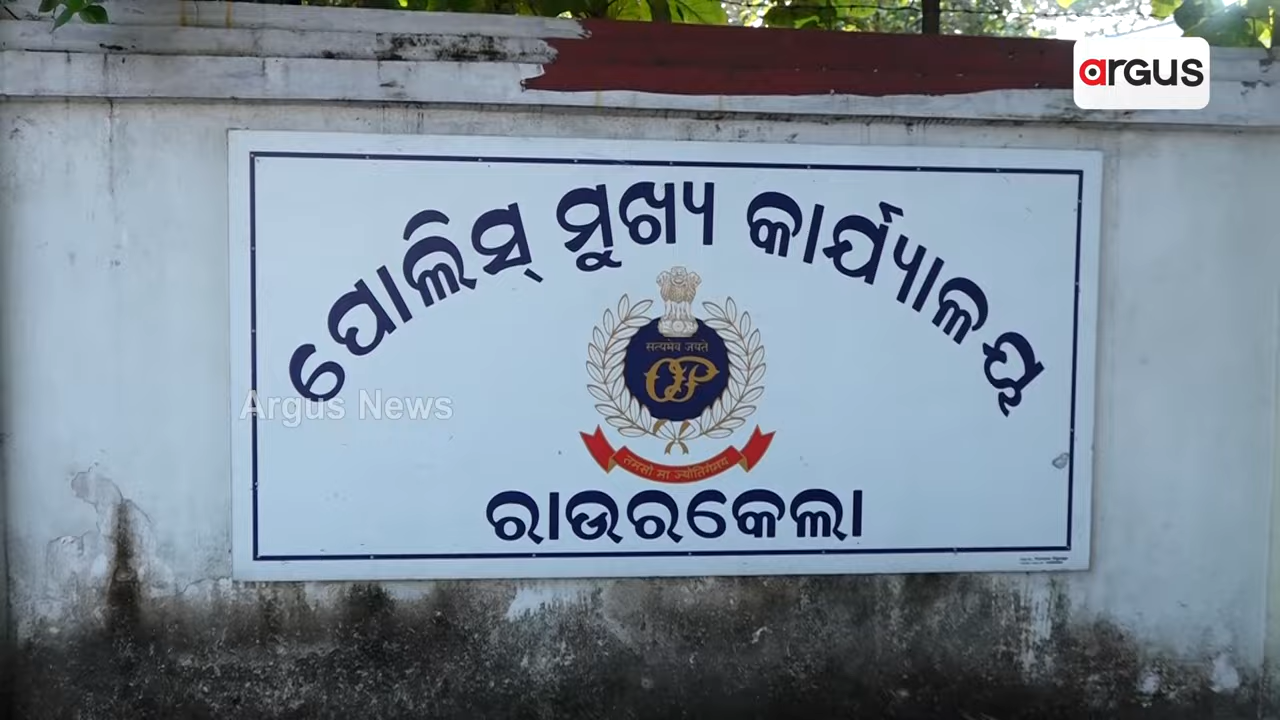 argus
ପୋଲିସ୍ ମୁଖ୍ୟ କାର୍ଯ୍ୟାଳୟ
सत्यमेव जयते
OP
Argus News
तमसो मा ज्योतिर्गमय
ରାଉରକେଲା